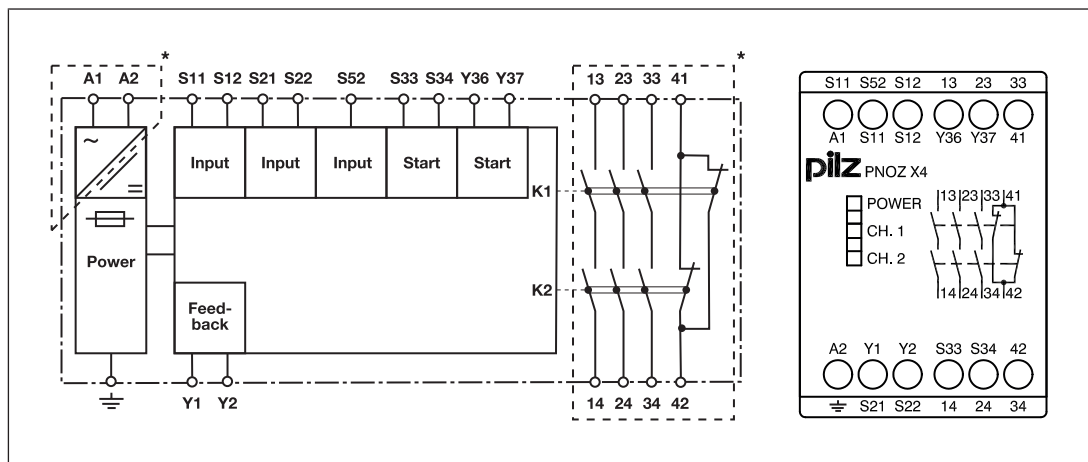 * *
A1 A2 S11 S12 S21 S22 S52 S33 S34 Y36 Y37 13 23 33 41
~ Input Input Input Start Start
=
K1
Power
K2
Feed-
back
Y1 Y2 14 24 34 42
S11 S52 S12 13 23 33
A1 S11 S12 Y36 Y37 41
pilz PNOZ X4
13 23 33 41
POWER
CH. 1
CH. 2
14 24 34 42
A2 Y1 Y2 S33 S34 42
S21 S22 14 24 34